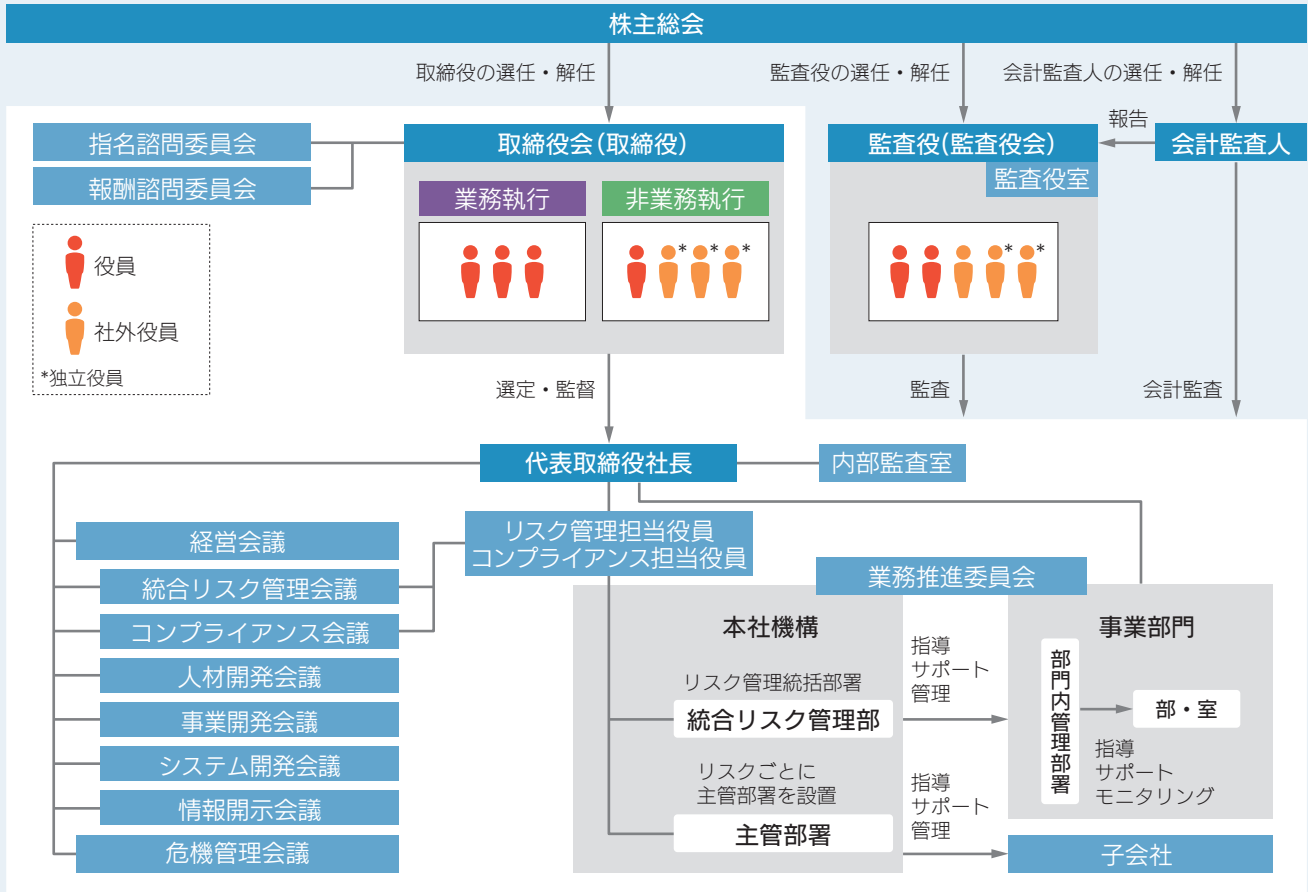 株主総会
取締役の選任・解任
監査役の選任・解任
会計監査人の選任・解任
指名諮問委員会
報酬諮問委員会
取締役会(取締役)
業務執行
非業務執行
* * *
監査役(監査役会)
監査役室
* *
報告
会計監査人
役員
社外役員
*独立役員
選定・監督
監査
会計監査
代表取締役社長
内部監査室
経営会議
統合リスク管理会議
コンプライアンス会議
人材開発会議
事業開発会議
システム開発会議
情報開示会議
危機管理会議
リスク管理担当役員
コンプライアンス担当役員
業務推進委員会
本社機構
リスク管理統括部署
統合リスク管理部
リスクごとに
主管部署を設置
主管部署
指導
サポート
管理
指導
サポート
管理
事業部門
部門内管理部署
部・室
指導
サポート
モニタリング
子会社